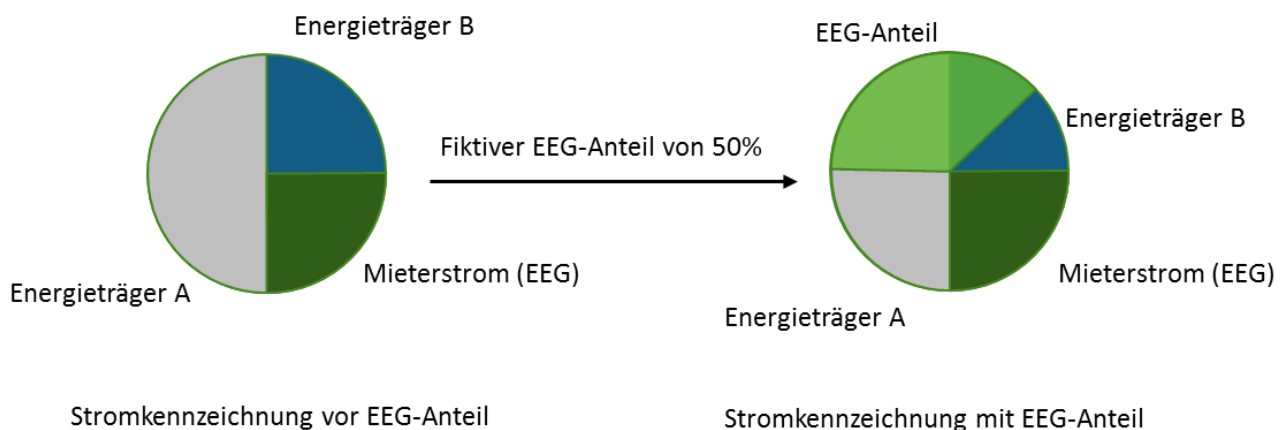 Energieträger B
Energieträger A
Mieterstrom (EEG)
Fiktiver EEG-Anteil von 50%
EEG-Anteil
Energieträger B
Mieterstrom (EEG)
Energieträger A
Stromkennzeichnung vor EEG-Anteil
Stromkennzeichnung mit EEG-Anteil